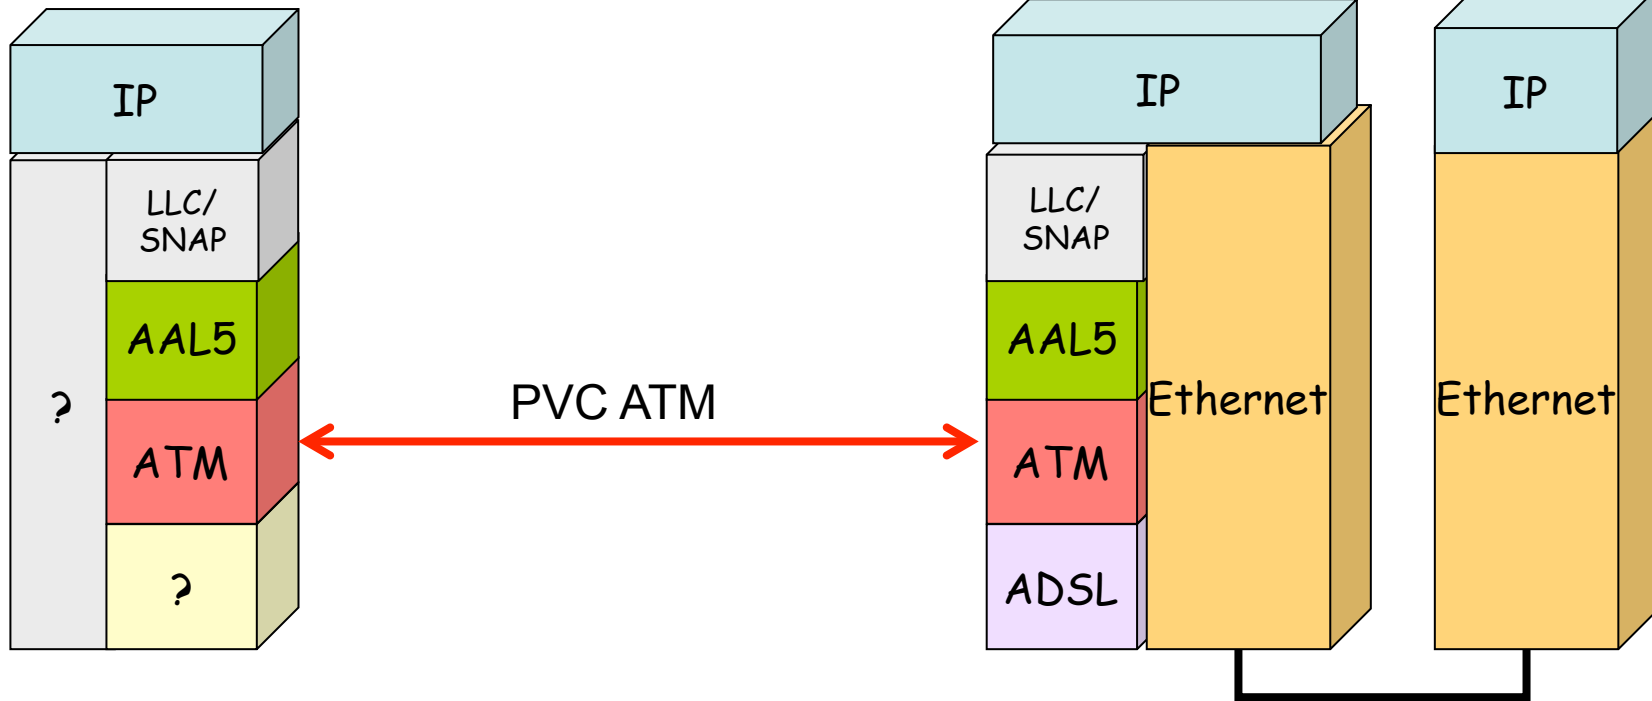 IP
?
LLC/
SNAP
AAL5
ATM
?
PVC ATM
IP
LLC/
SNAP
AAL5
ATM
ADSL
Ethernet
IP
Ethernet